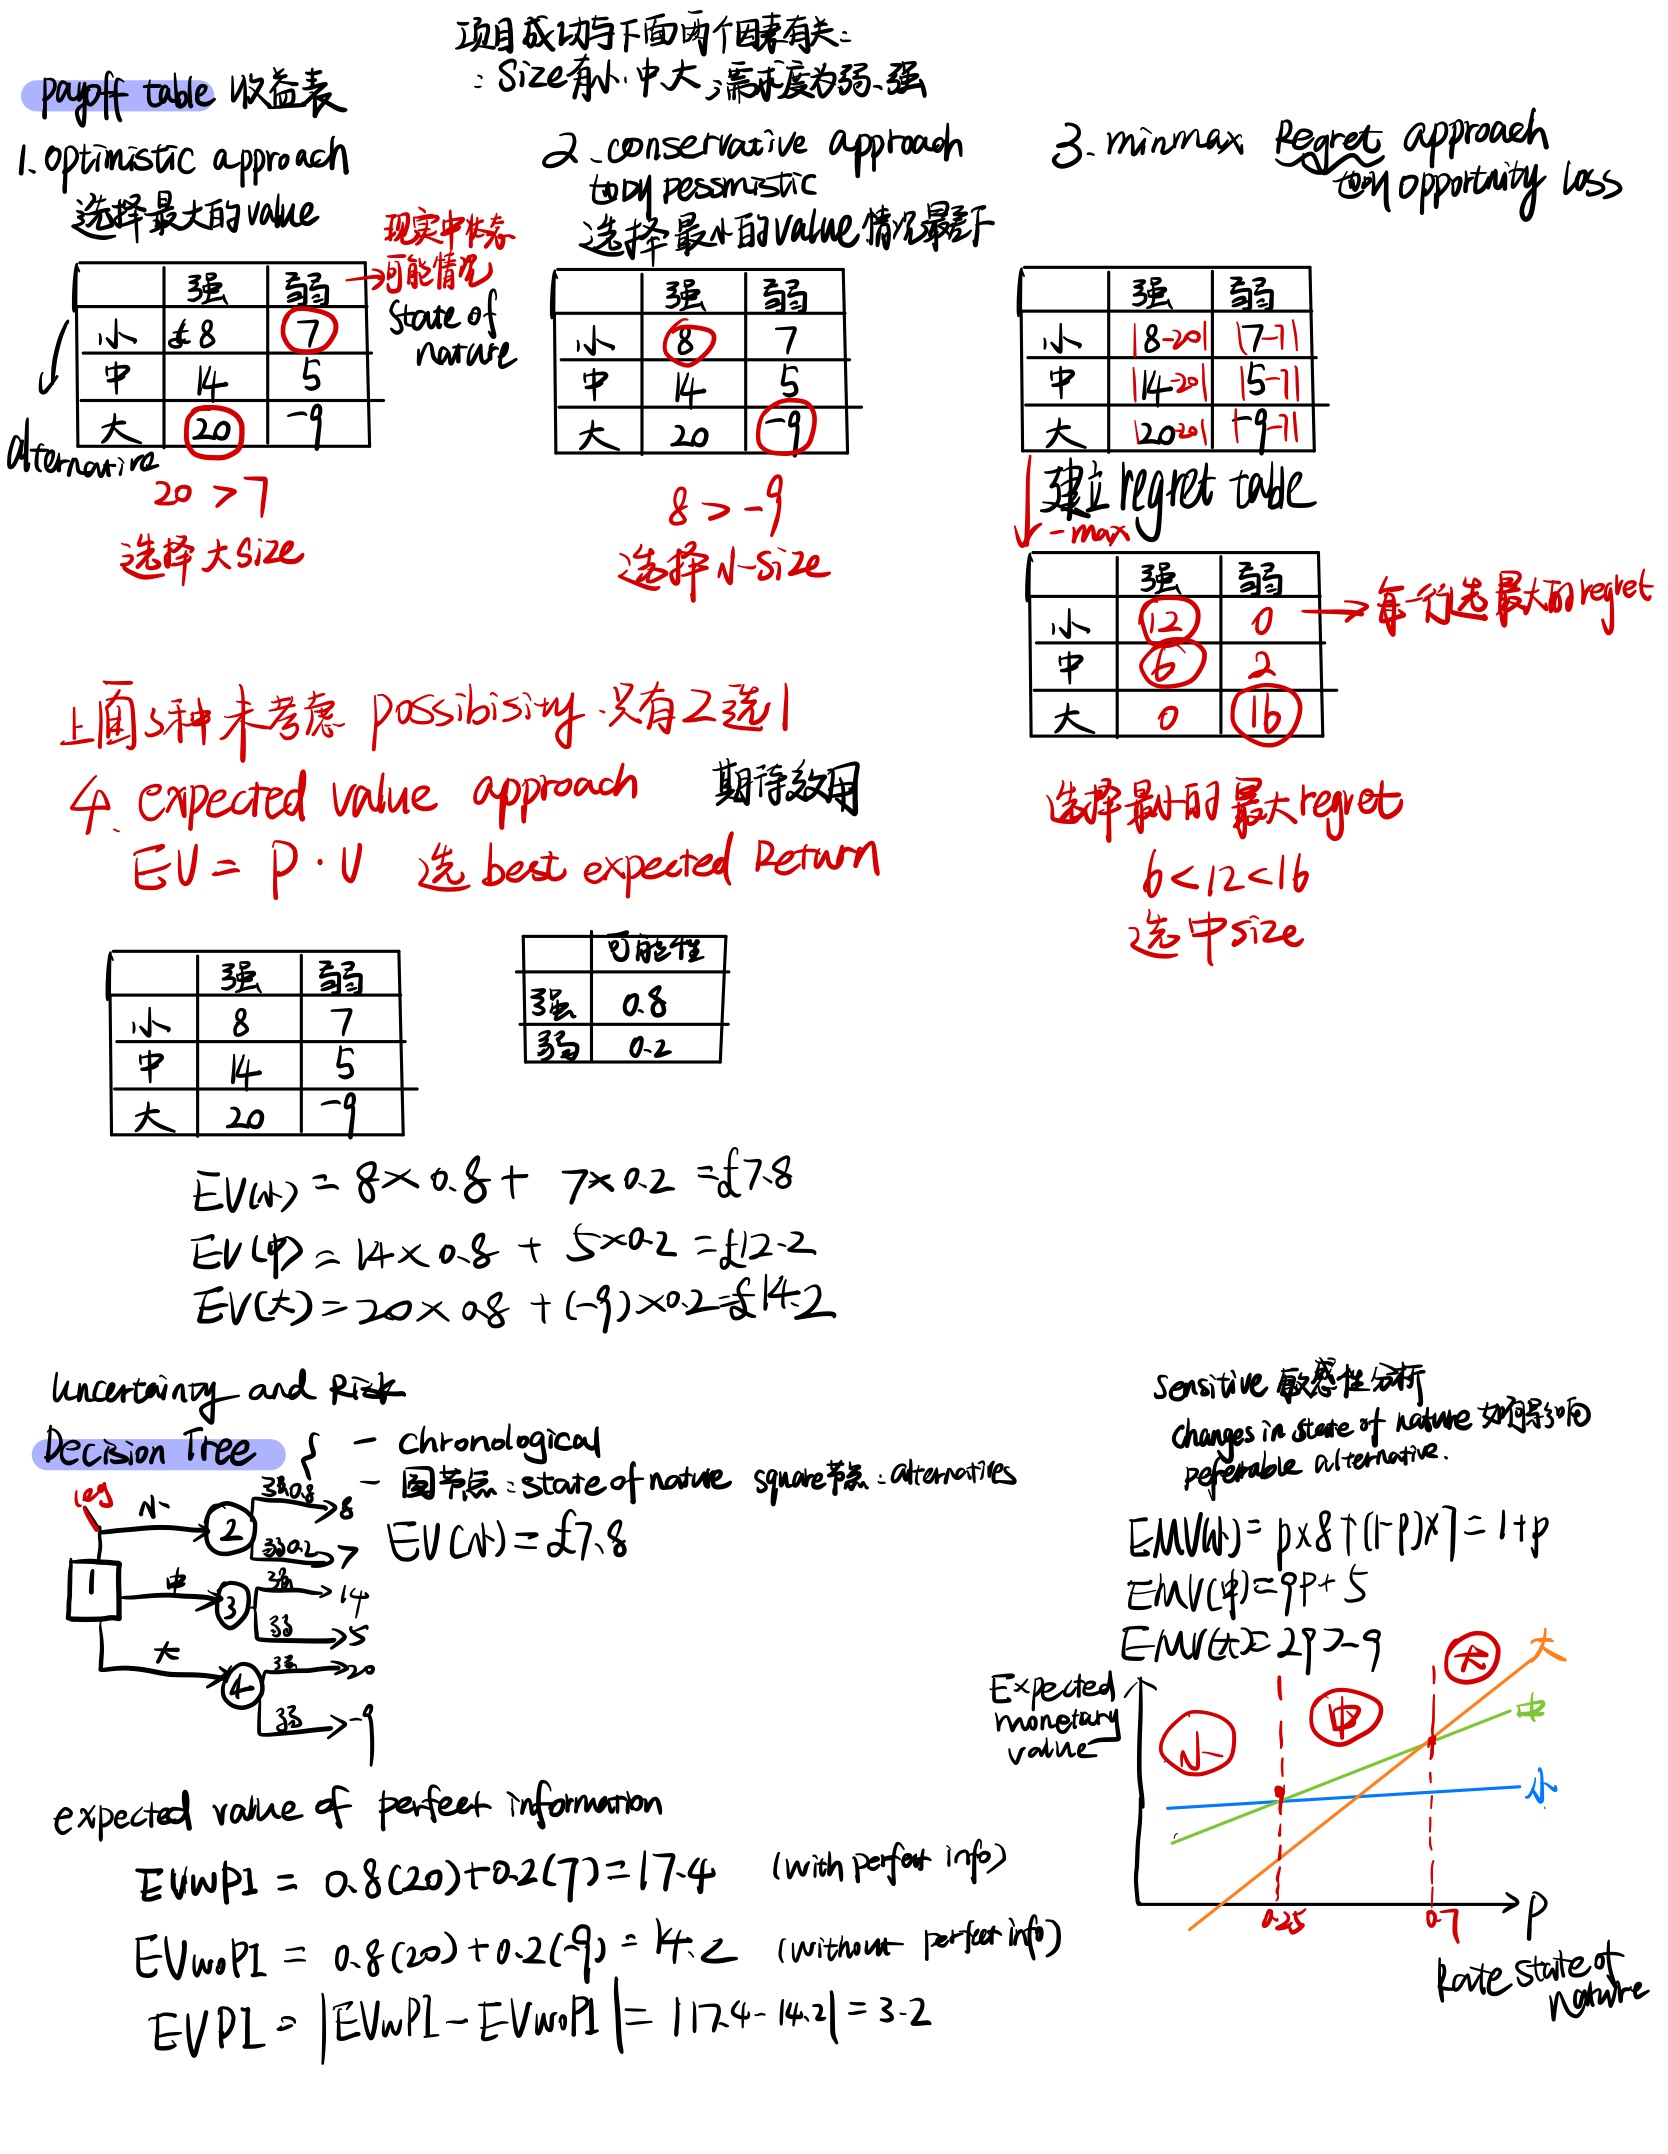 项目成功与下面两个因素有关:
: Size有小.中.大 ;需求度为弱、强
payoff table 收益表
1. Optimistic approach
选择最大的value
现实中状态
可能情况
State of
nature
强 弱
小 £8 7
中 14 5
大 20 -9
alternative
20 > 7
选择大size
2. conservative approach
也叫 pessmistic
选择最小的value 情况最差下
强 弱
小 8 7
中 14 5
大 20 -9
8 > -9
选择小size
3. minmax Regret approach
也叫 opportnity loss
强 弱
小 |8-20| |7-7|
中 |14-20| |5-7|
大 |20-20| |-9-7|
建立 regret table
-max
强 弱
小 12 0
中 6 2
大 0 16
每一行选最大的regret
选择最小的最大regret
6<12<16
选中size
上面3种未考虑 possibisity.只有2选1
4. expected value approach 期待效用
EV = P · V 选 best expected Return
强 弱
小 8 7
中 14 5
大 20 -9
可能性
强 0.8
弱 0.2
EV(小) = 8×0.8 + 7×0.2 =£7.8
EV(中) = 14×0.8 + 5×0.2 =£12.2
EV(大) = 20×0.8 + (-9)×0.2=£14.2
Uncertainty and Risk
Decision Tree { - chronological
- 圆节点:state of nature square节点:alternatives
leg
小 2 强0.8 8
弱0.2 7
EV(小) = £7.8
1
中 3 强 14
弱 5
大 4 强 20
弱 -9
Sensitive 敏感性分析
changes in state of nature 如何影响
peferrable alternative.
EMV(小) = p×8+(1-p)×7 = 7+p
EMV(中)=9P+ 5
EMV(大)= 29P-9
Expected
monetary
value
小 中 大
大
中
小
0.25 0.7 P
Rate State of
nature
expected value of perfect information
EVwPI = 0.8(20)+0.2(7)=17.4 (with perfect info)
EVwoPI = 0.8(20)+0.2(-9) = 14.2 (without perfect info)
EVPI = |EVwPI - EVwoPI| = |17.4-14.2| = 3.2